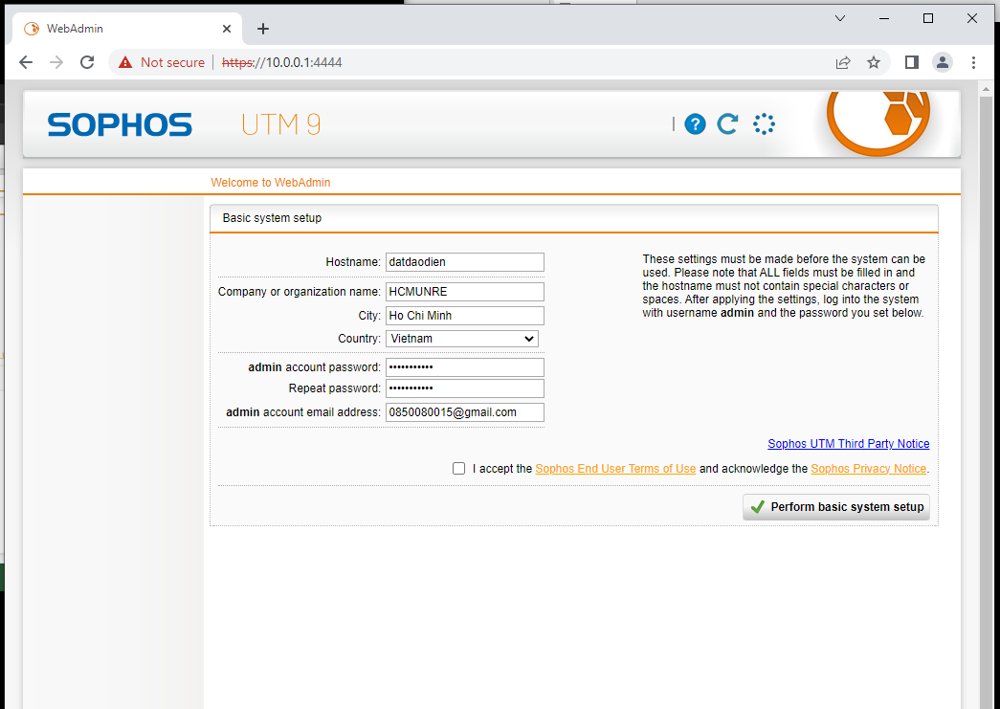 WebAdmin
Not secure
https://10.0.0.1:4444
SOPHOS
UTM 9
|
?
Welcome to WebAdmin
Basic system setup
Hostname: datdaodien
Company or organization name: HCMUNRE
City: Ho Chi Minh
Country: Vietnam
admin account password: •••••••••••
Repeat password: •••••••••••
admin account email address: 0850080015@gmail.com
These settings must be made before the system can be
used. Please note that ALL fields must be filled in and
the hostname must not contain special characters or
spaces. After applying the settings, log into the system
with username admin and the password you set below.
Sophos UTM Third Party Notice
I accept the Sophos End User Terms of Use and acknowledge the Sophos Privacy Notice.
Perform basic system setup